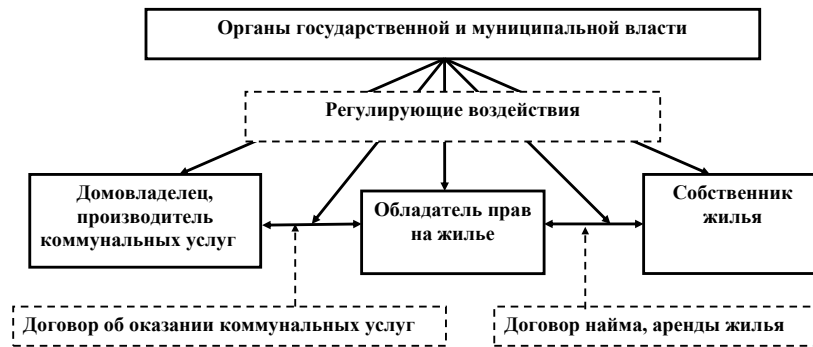 Органы государственной и муниципальной власти
Регулирующие воздействия
Домовладелец,
производитель
коммунальных услуг
Обладатель прав
на жилье
Собственник
жилья
Договор об оказании коммунальных услуг
Договор найма, аренды жилья